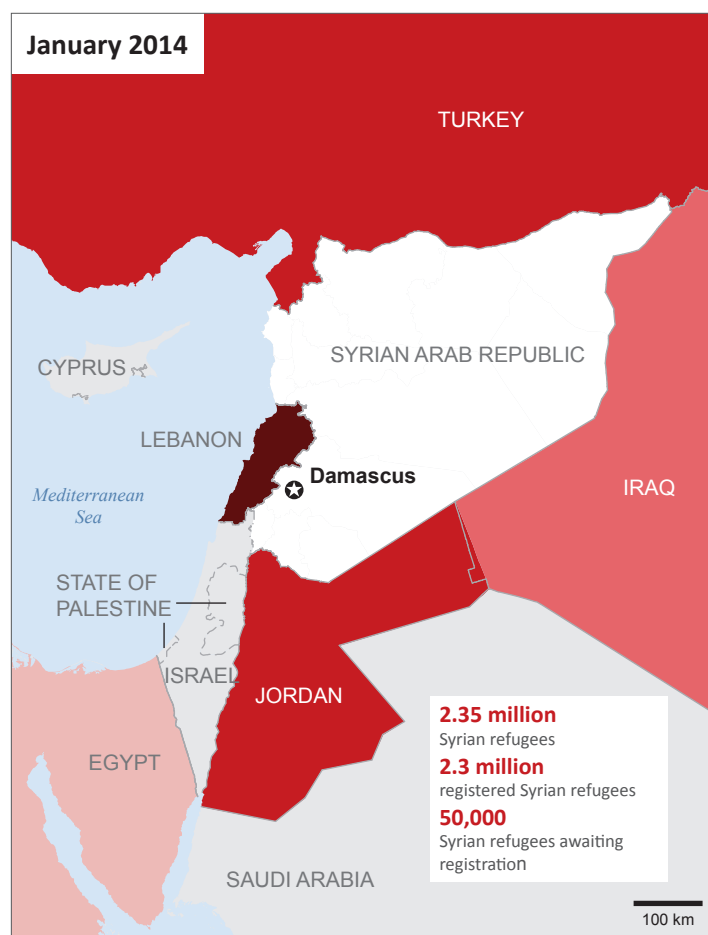 January 2014
TURKEY
SYRIAN ARAB REPUBLIC
CYPRUS
LEBANON
Damascus
IRAQ
Mediterranean
Sea
STATE OF
PALESTINE
ISRAEL
JORDAN
EGYPT
2.35 million
Syrian refugees
2.3 million
registered Syrian refugees
50,000
Syrian refugees awaiting
registration
SAUDI ARABIA
100 km